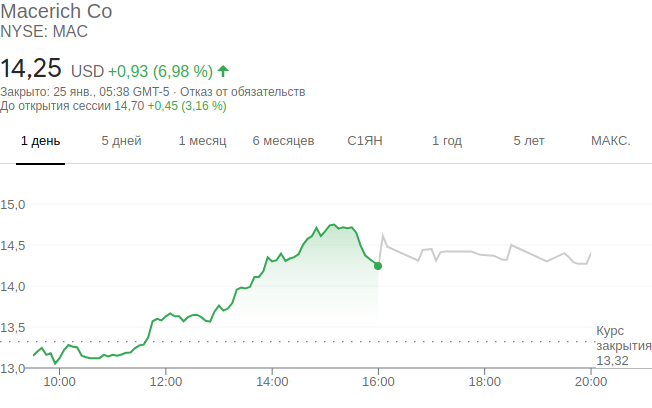 Macerich Co
NYSE: MAC
14,25 USD +0,93 (6,98 %)
Закрыто: 25 янв., 05:38 GMT-5 · Отказ от обязательств
До открытия сессии 14,70 +0,45 (3,16 %)
1 день 5 дней 1 месяц 6 месяцев С1ЯН 1 год 5 лет МАКС.
15,0
14,5
14,0
13,5
Курс
закрытия
13,32
13,0
10:00 12:00 14:00 16:00 18:00 20:00